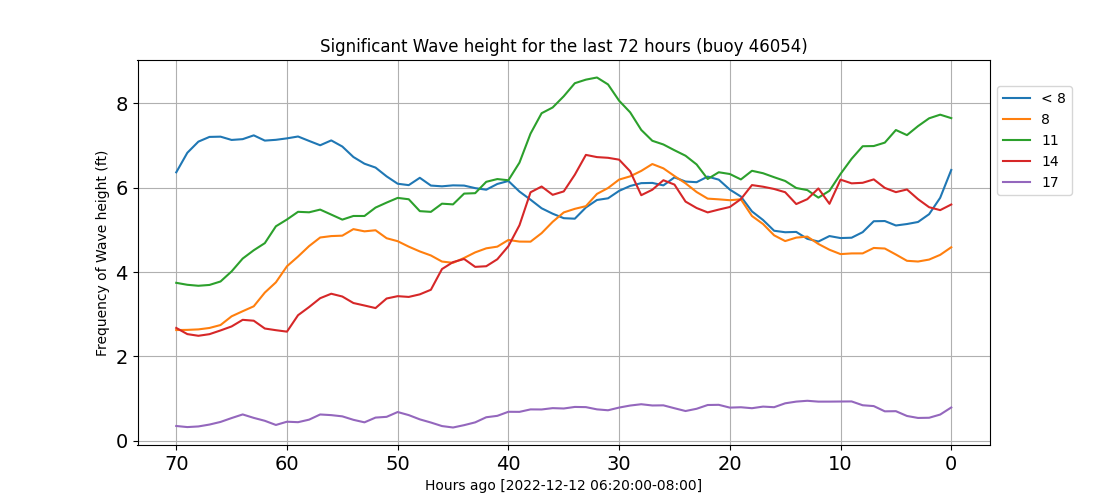 Significant Wave height for the last 72 hours (buoy 46054)
Frequency of Wave height (ft)
8
6
4
2
0
70 60 50 40 30 20 10 0
Hours ago [2022-12-12 06:20:00-08:00]
< 8
8
11
14
17